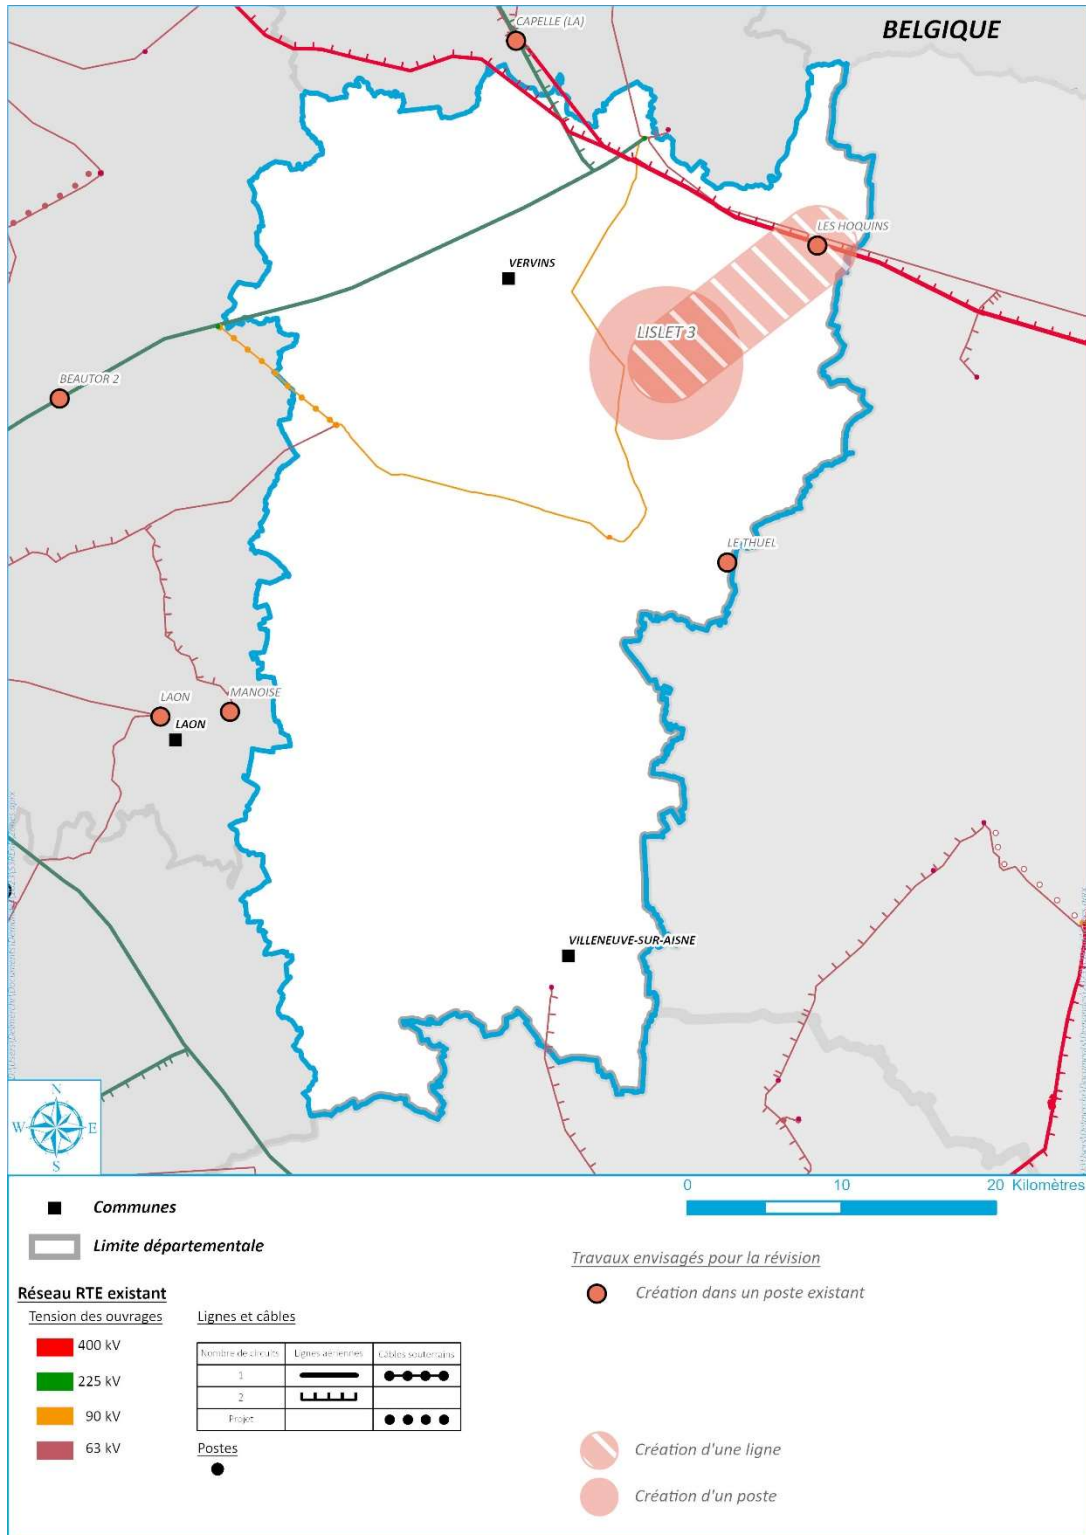 CAPELLE (LA)
BELGIQUE
LES HOQUINS
VERVINS
LISLET 3
BEAUTOR 2
LE THUEL
LAON
MANOISE
LAON
VILLENEUVE-SUR-AISNE
N
W E
S
0 10 20 Kilomètres
Communes
Limite départementale
Travaux envisagés pour la révision
Création dans un poste existant
Réseau RTE existant
Tension des ouvrages
Lignes et câbles
400 kV
225 kV
90 kV
63 kV
Nombre de circuits Lignes aériennes Câbles souterrains
1
2
Projet
Postes
Création d'une ligne
Création d'un poste